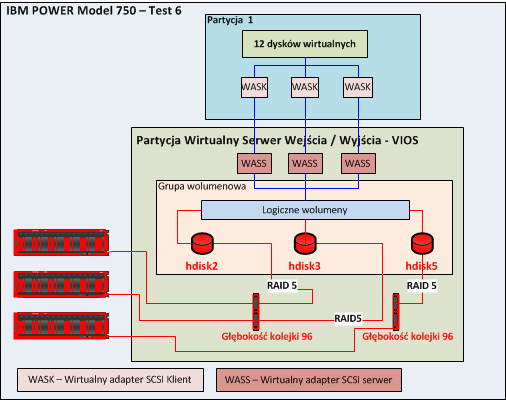 IBM POWER Model 750 – Test 6
Partycja 1
12 dysków wirtualnych
WASK WASK WASK
Partycja Wirtualny Serwer Wejścia / Wyjścia - VIOS
WASS WASS WASS
Grupa wolumenowa
Logiczne wolumeny
hdisk2 hdisk3 hdisk5
RAID 5 RAID 5
RAID5
Głębokość kolejki 96 Głębokość kolejki 96
WASK – Wirtualny adapter SCSI Klient
WASS – Wirtualny adapter SCSI serwer